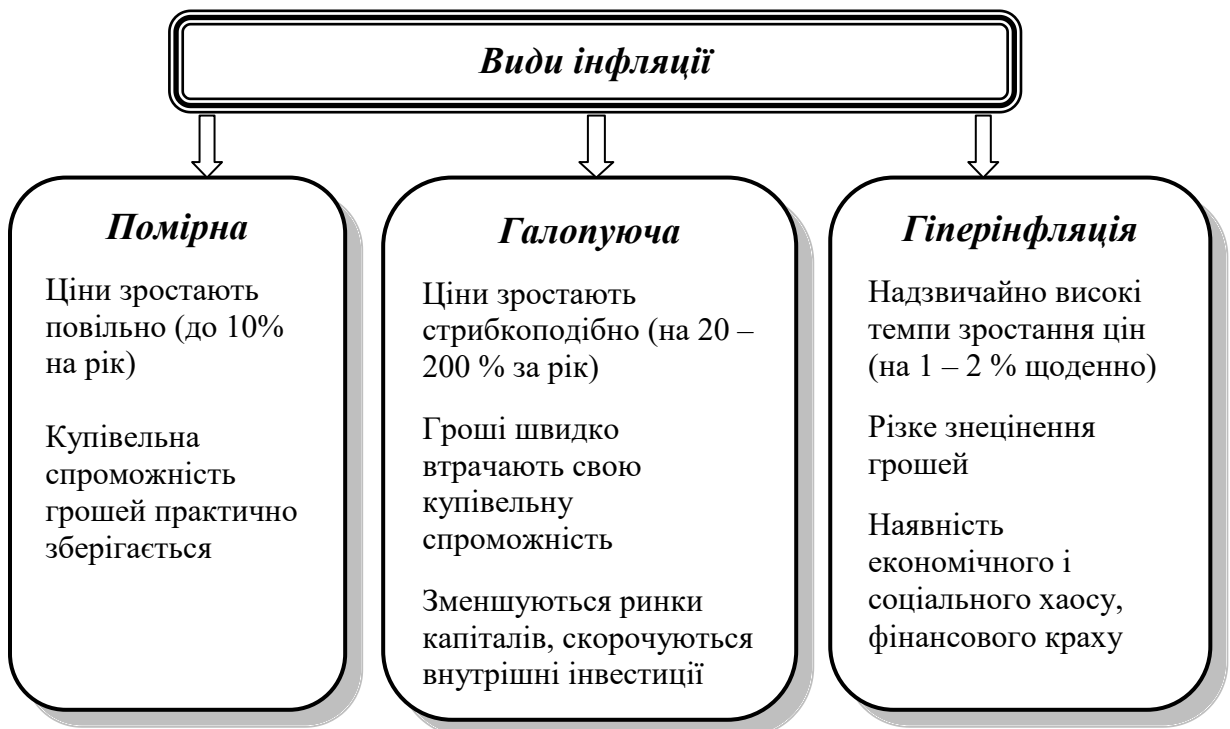 Види інфляції
Помірна
Ціни зростають
повільно (до 10%
на рік)
Купівельна
спроможність
грошей практично
зберігається
Галопуюча
Ціни зростають
стрибкоподібно (на 20 –
200 % за рік)
Гроші швидко
втрачають свою
купівельну
спроможність
Зменшуються ринки
капіталів, скорочуються
внутрішні інвестиції
Гіперінфляція
Надзвичайно високі
темпи зростання цін
(на 1 – 2 % щоденно)
Різке знецінення
грошей
Наявність
економічного і
соціального хаосу,
фінансового краху